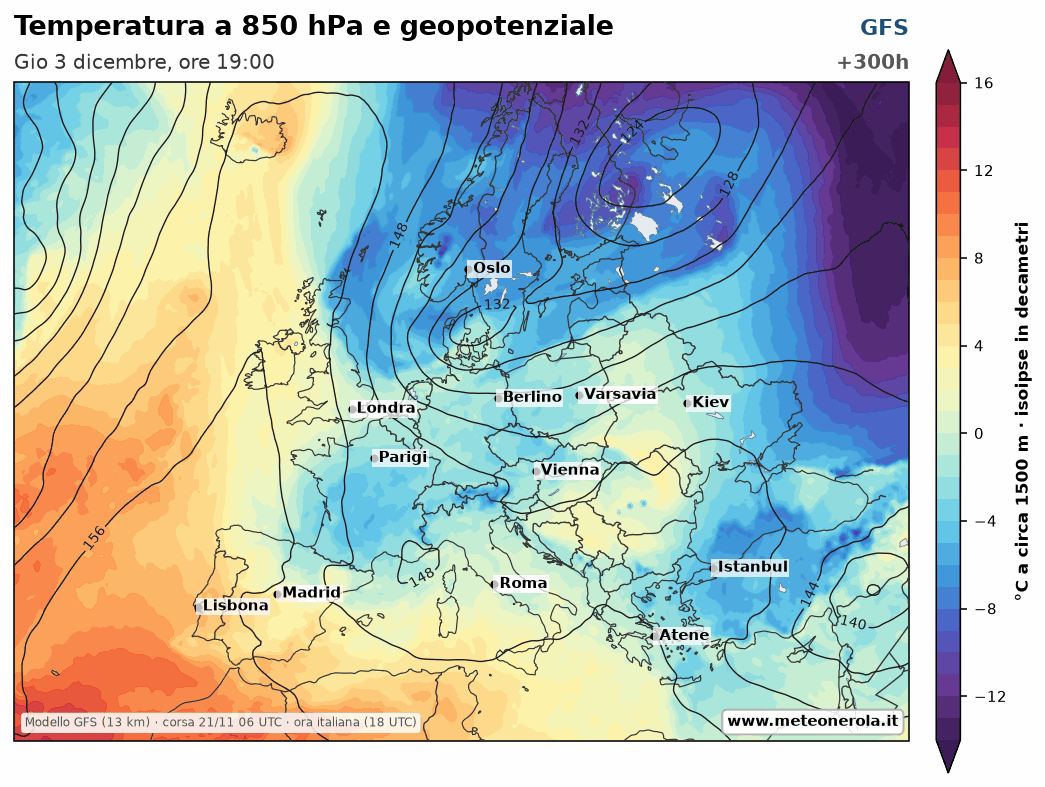 Temperatura a 850 hPa e geopotenziale
GFS
Gio 3 dicembre, ore 19:00
+300h
16
12
8
4
0
−4
−8
−12
°C a circa 1500 m · isoipse in decametri
132
124
128
148
Oslo
132
Londra
Berlino
Varsavia
Kiev
Parigi
Vienna
156
148
Istanbul
Roma
Madrid
Lisbona
144
140
Atene
Modello GFS (13 km) · corsa 21/11 06 UTC · ora italiana (18 UTC)
www.meteonerola.it